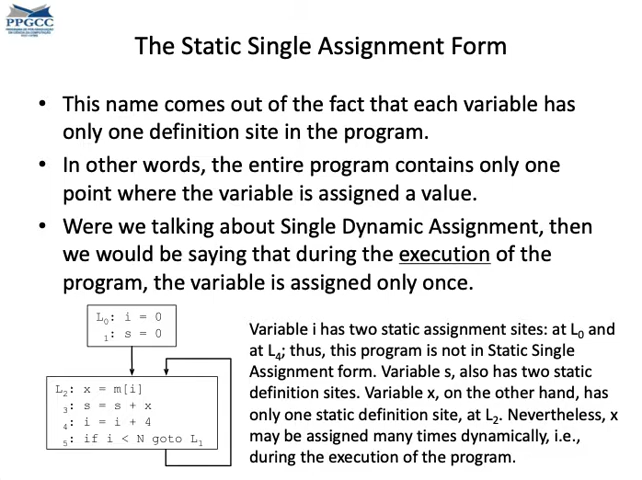 PPGCC
The Static Single Assignment Form
• This name comes out of the fact that each variable has
only one definition site in the program.
• In other words, the entire program contains only one
point where the variable is assigned a value.
• Were we talking about Single Dynamic Assignment, then
we would be saying that during the execution of the
program, the variable is assigned only once.
L0: i = 0
1: s = 0
L2: x = m[i]
3: s = s + x
4: i = i + 4
5: if i < N goto L1
Variable i has two static assignment sites: at L0 and
at L4; thus, this program is not in Static Single
Assignment form. Variable s, also has two static
definition sites. Variable x, on the other hand, has
only one static definition site, at L2. Nevertheless, x
may be assigned many times dynamically, i.e.,
during the execution of the program.